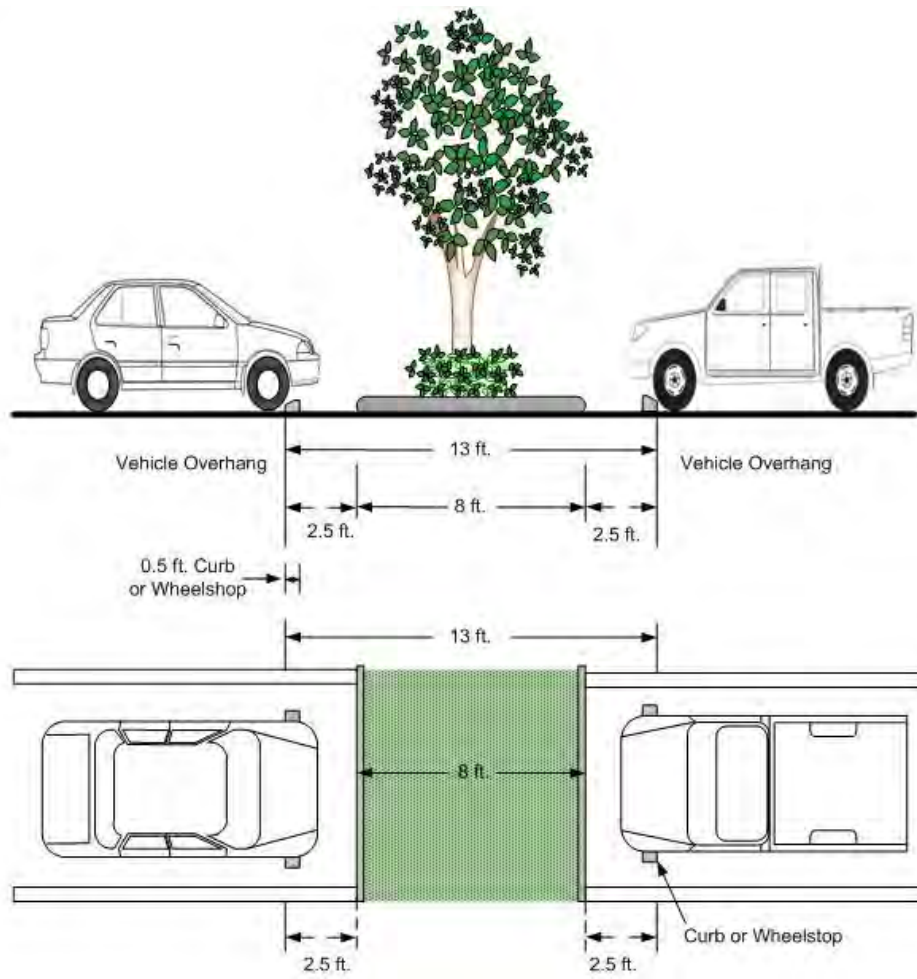 13 ft.
Vehicle Overhang
Vehicle Overhang
8 ft.
2.5 ft.
2.5 ft.
0.5 ft. Curb
or Wheelshop
13 ft.
8 ft.
Curb or Wheelstop
2.5 ft.
2.5 ft.